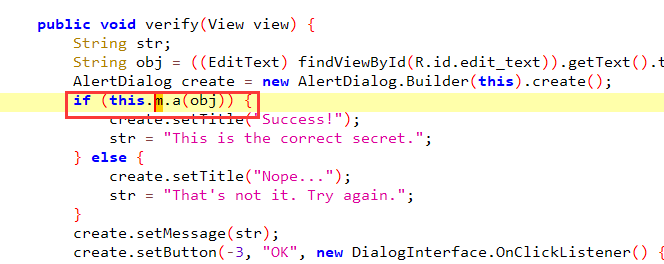 public void verify(View view) {
String str;
String obj = ((EditText) findViewById(R.id.edit_text)).getText().t
AlertDialog create = new AlertDialog.Builder(this).create();
if (this.m.a(obj)) {
create.setTitle("Success!");
str = "This is the correct secret.";
} else {
create.setTitle("Nope...");
str = "That's not it. Try again.";
}
create.setMessage(str);
create.setButton(-3, "OK", new DialogInterface.OnClickListener() {